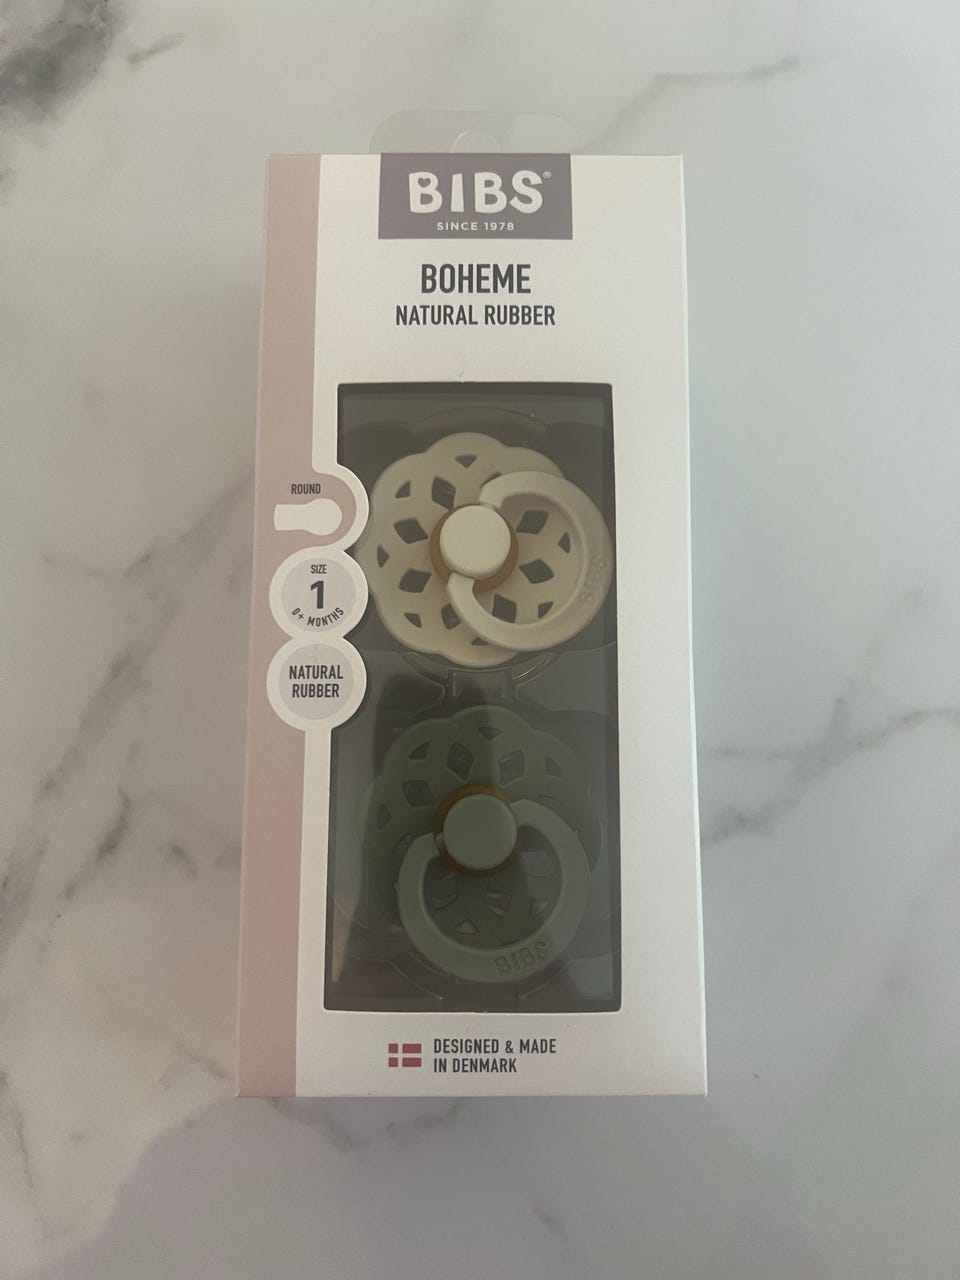 BIBS®
SINCE 1978
BOHEME
NATURAL RUBBER
ROUND
SIZE
1
0+ MONTHS
NATURAL
RUBBER
BIBS
BIBS
DESIGNED & MADE
IN DENMARK